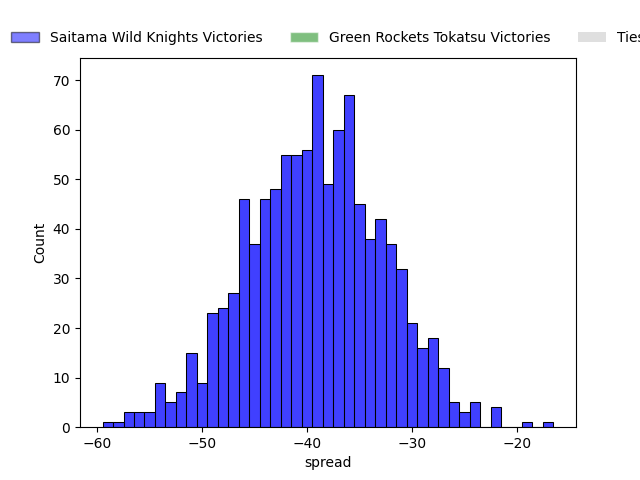 Saitama Wild Knights Victories Green Rockets Tokatsu Victories Ties
70
60
50
40
30
20
10
0
Count
−60 −50 −40 −30 −20
spread